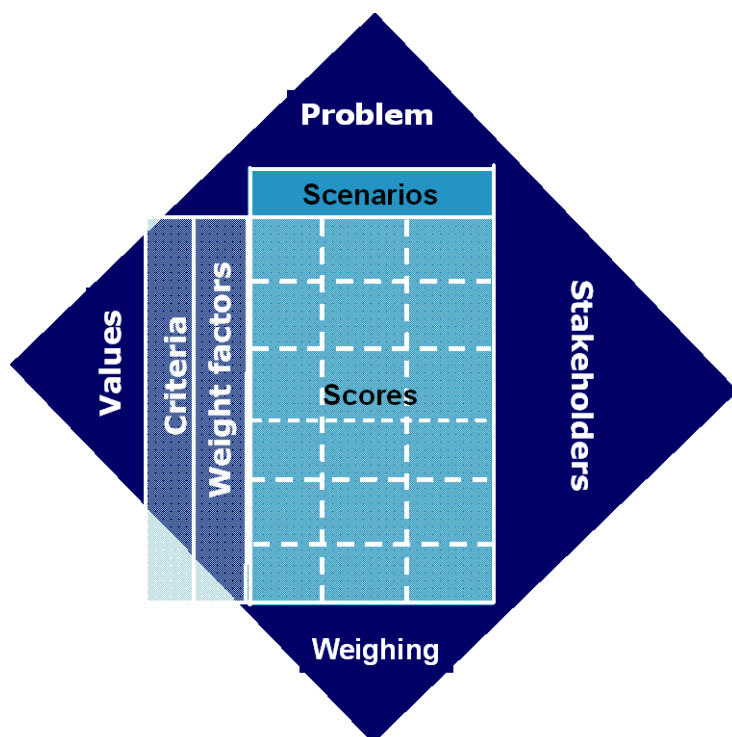 Problem
Scenarios
Values
Criteria
Weight factors
Scores
Stakeholders
Weighing